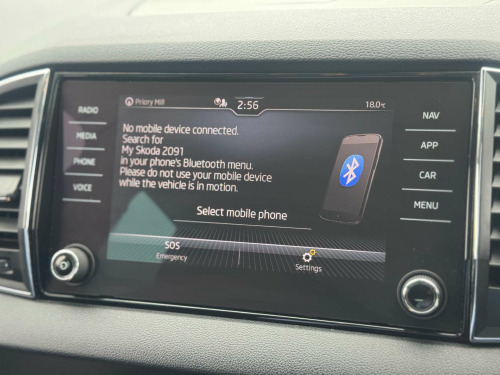 RADIO
MEDIA
PHONE
VOICE
Priory Mill
2:56
18.0°C
No mobile device connected.
Search for
My Skoda 2091
in your phone's Bluetooth menu.
Please do not use your mobile device
while the vehicle is in motion.
Select mobile phone
SOS
Emergency
Settings
NAV
APP
CAR
MENU